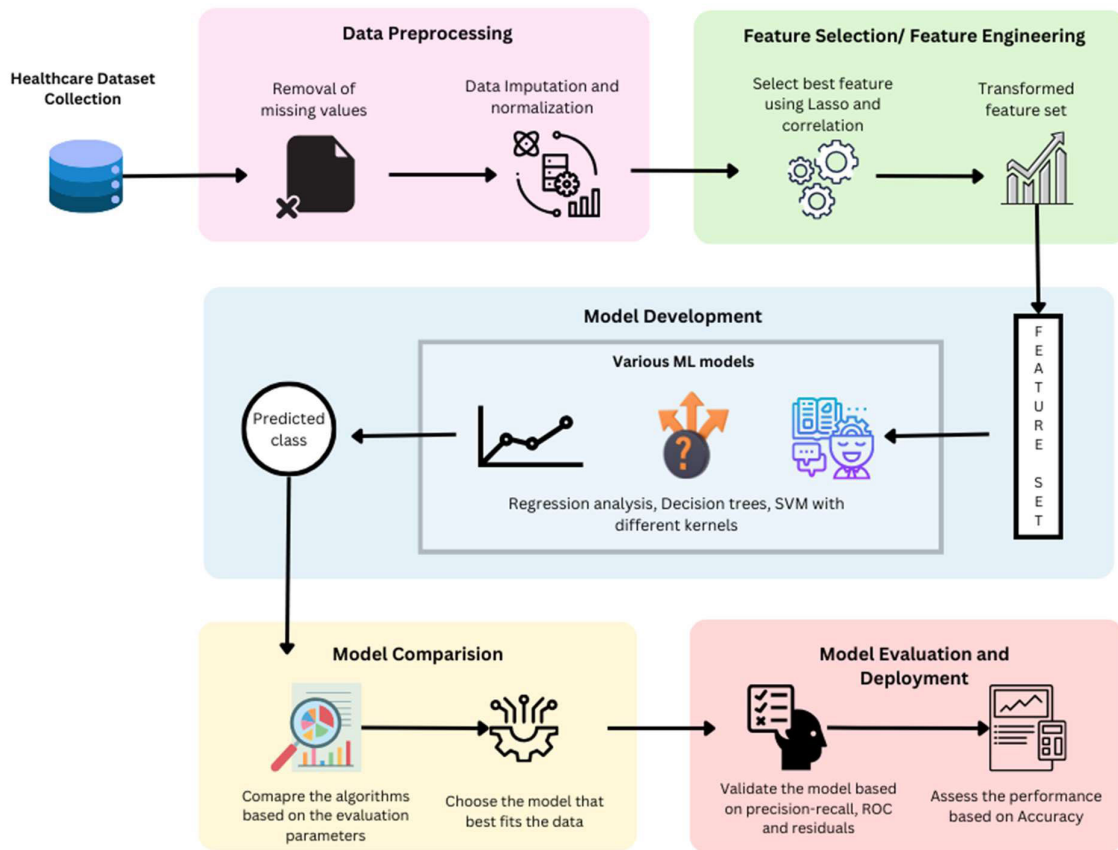 Healthcare Dataset
Collection
Data Preprocessing
Removal of
missing values
Data Imputation and
normalization
Feature Selection/ Feature Engineering
Select best feature
using Lasso and
correlation
Transformed
feature set
Model Development
FEATURE SET
Various ML models
?
Regression analysis, Decision trees, SVM with
different kernels
Predicted
class
Model Comparision
Comapre the algorithms
based on the evaluation
parameters
Choose the model that
best fits the data
Model Evaluation and
Deployment
Validate the model based
on precision-recall, ROC
and residuals
Assess the performance
based on Accuracy